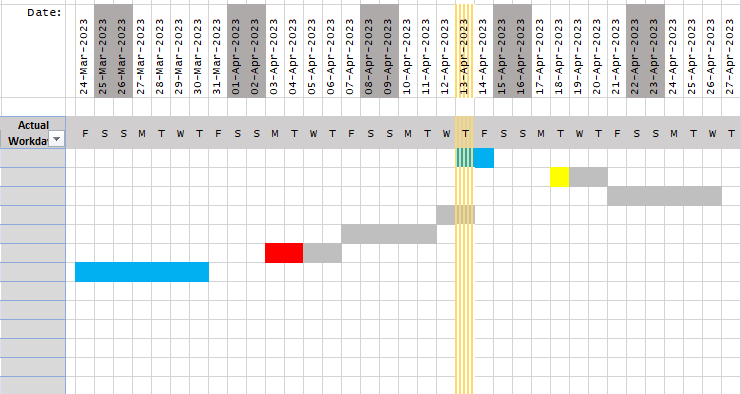 Date:
24-Mar-2023
25-Mar-2023
26-Mar-2023
27-Mar-2023
28-Mar-2023
29-Mar-2023
30-Mar-2023
31-Mar-2023
01-Apr-2023
02-Apr-2023
03-Apr-2023
04-Apr-2023
05-Apr-2023
06-Apr-2023
07-Apr-2023
08-Apr-2023
09-Apr-2023
10-Apr-2023
11-Apr-2023
12-Apr-2023
13-Apr-2023
14-Apr-2023
15-Apr-2023
16-Apr-2023
17-Apr-2023
18-Apr-2023
19-Apr-2023
20-Apr-2023
21-Apr-2023
22-Apr-2023
23-Apr-2023
24-Apr-2023
25-Apr-2023
26-Apr-2023
27-Apr-2023
Actual
Workda
F S S M T W T F S S M T W T F S S M T W T F S S M T W T F S S M T W T